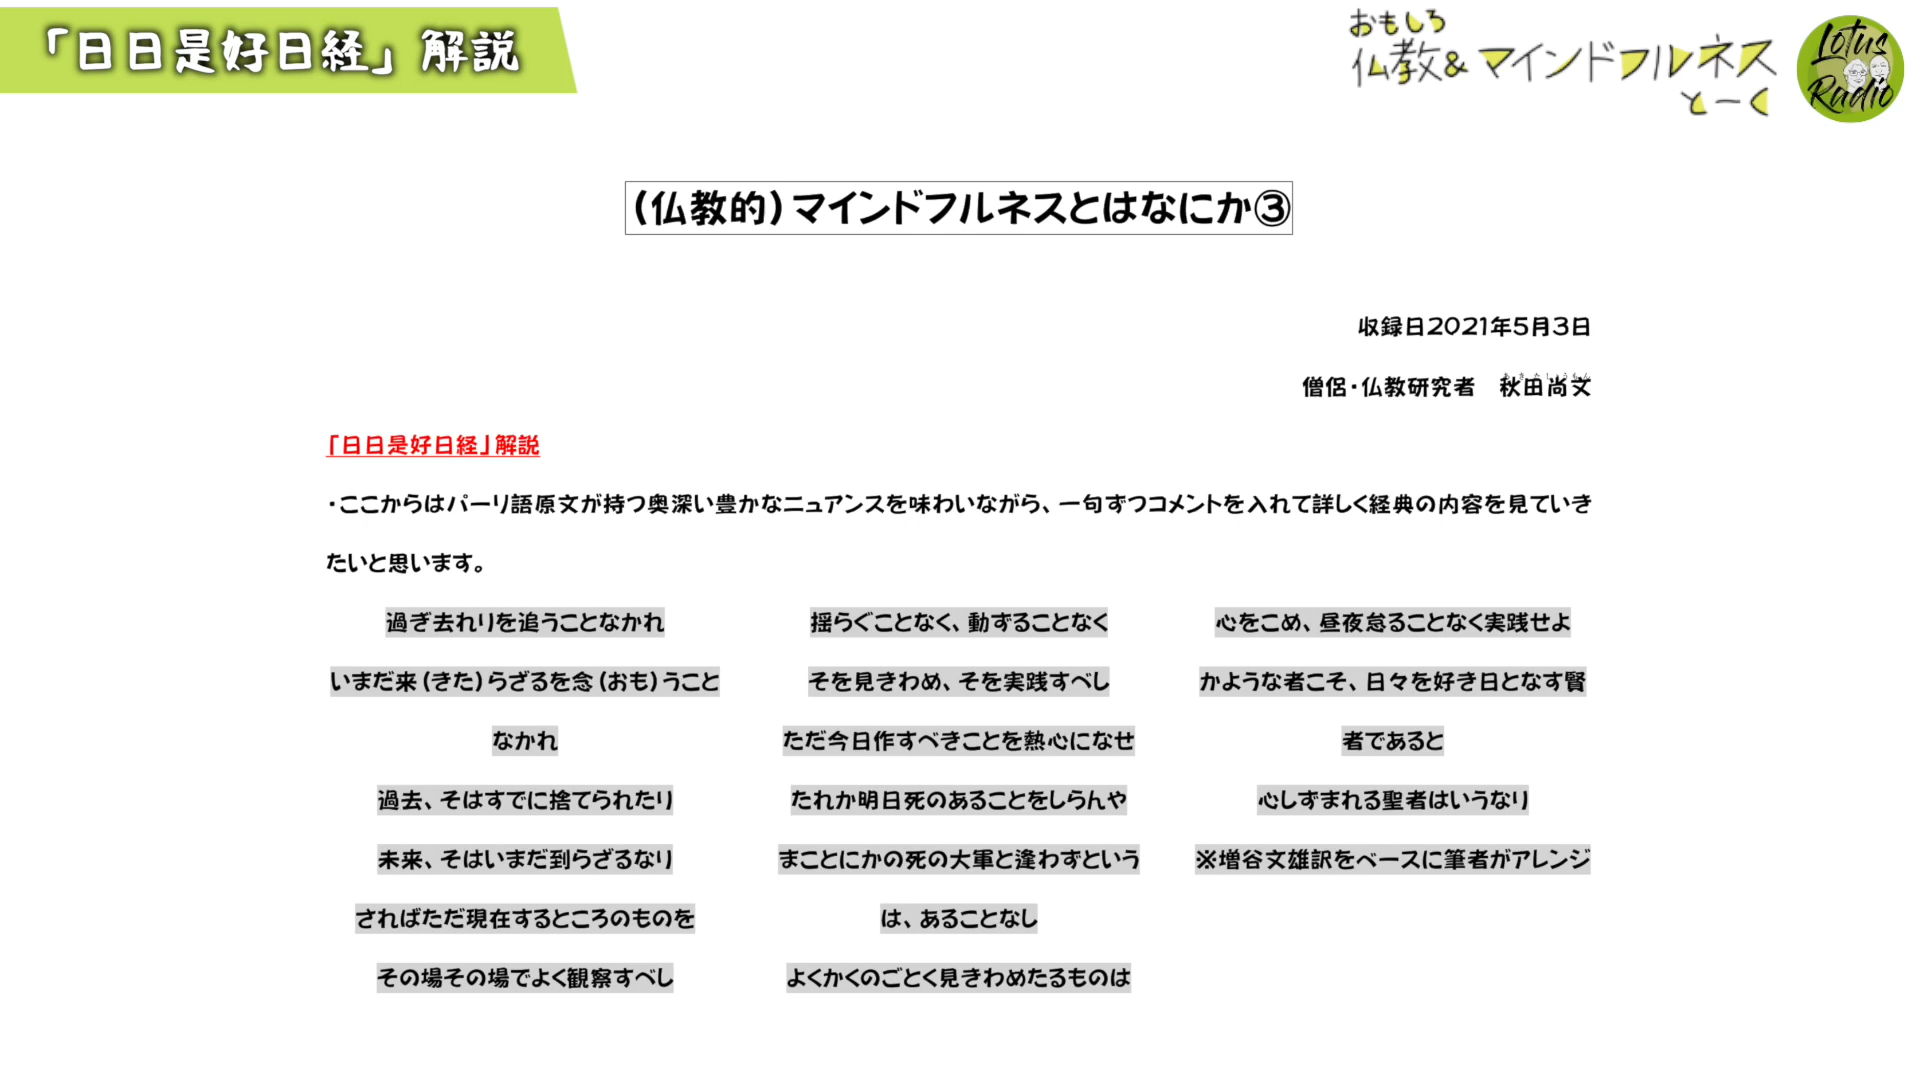 「日日是好日経」解説
おもしろ
仏教&マインドフルネス
とーく
Lotus
Radio
(仏教的)マインドフルネスとはなにか③
収録日2021年5月3日
あきたしょうもん
僧侶・仏教研究者　秋田尚文
「日日是好日経」解説
・ここからはパーリ語原文が持つ奥深い豊かなニュアンスを味わいながら、一句ずつコメントを入れて詳しく経典の内容を見ていき
たいと思います。
過ぎ去れりを追うことなかれ
いまだ来(きた)らざるを念(おも)うこと
なかれ
過去、そはすでに捨てられたり
未来、そはいまだ到らざるなり
さればただ現在するところのものを
その場その場でよく観察すべし
揺らぐことなく、動ずることなく
そを見きわめ、そを実践すべし
ただ今日作すべきことを熱心になせ
たれか明日死のあることをしらんや
まことにかの死の大軍と逢わずという
は、あることなし
よくかくのごとく見きわめたるものは
心をこめ、昼夜怠ることなく実践せよ
かような者こそ、日々を好き日となす賢
者であると
心しずまれる聖者はいうなり
※増谷文雄訳をベースに筆者がアレンジ